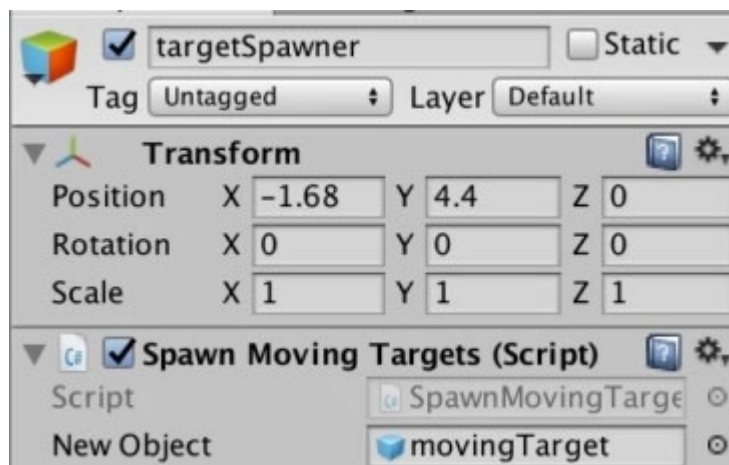 targetSpawner Static
Tag Untagged Layer Default
Transform
Position X -1.68 Y 4.4 Z 0
Rotation X 0 Y 0 Z 0
Scale X 1 Y 1 Z 1
C# Spawn Moving Targets (Script)
Script SpawnMovingTarge
New Object movingTarget